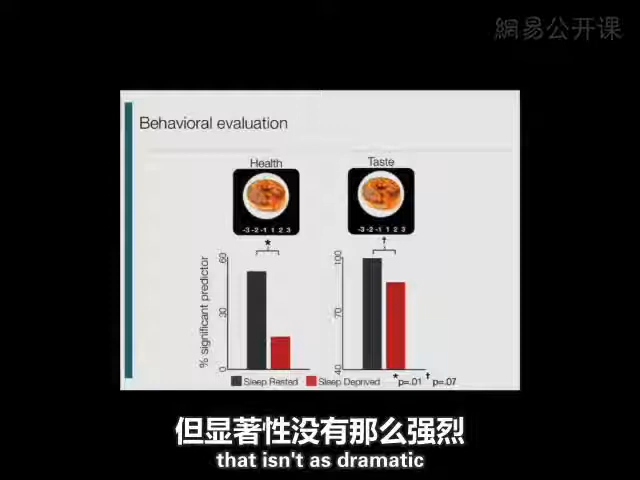 網易公开课
Behavioral evaluation
Health
Taste
-3 -2 -1 1 2 3
-3 -2 -1 1 2 3
*
†
% significant predictor
60
30
0
100
70
40
Sleep Rested
Sleep Deprived
* p=.01 † p=.07
但显著性没有那么强烈
that isn't as dramatic